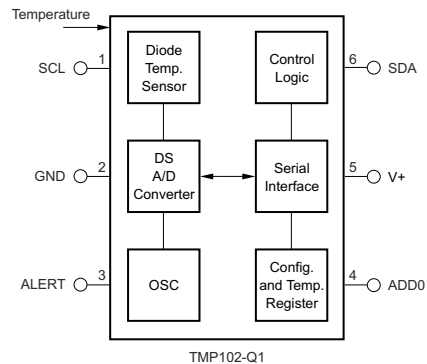 Temperature
SCL
1
Diode
Temp.
Sensor
Control
Logic
6
SDA
GND
2
DS
A/D
Converter
Serial
Interface
5
V+
ALERT
3
OSC
Config.
and Temp.
Register
4
ADD0
TMP102-Q1